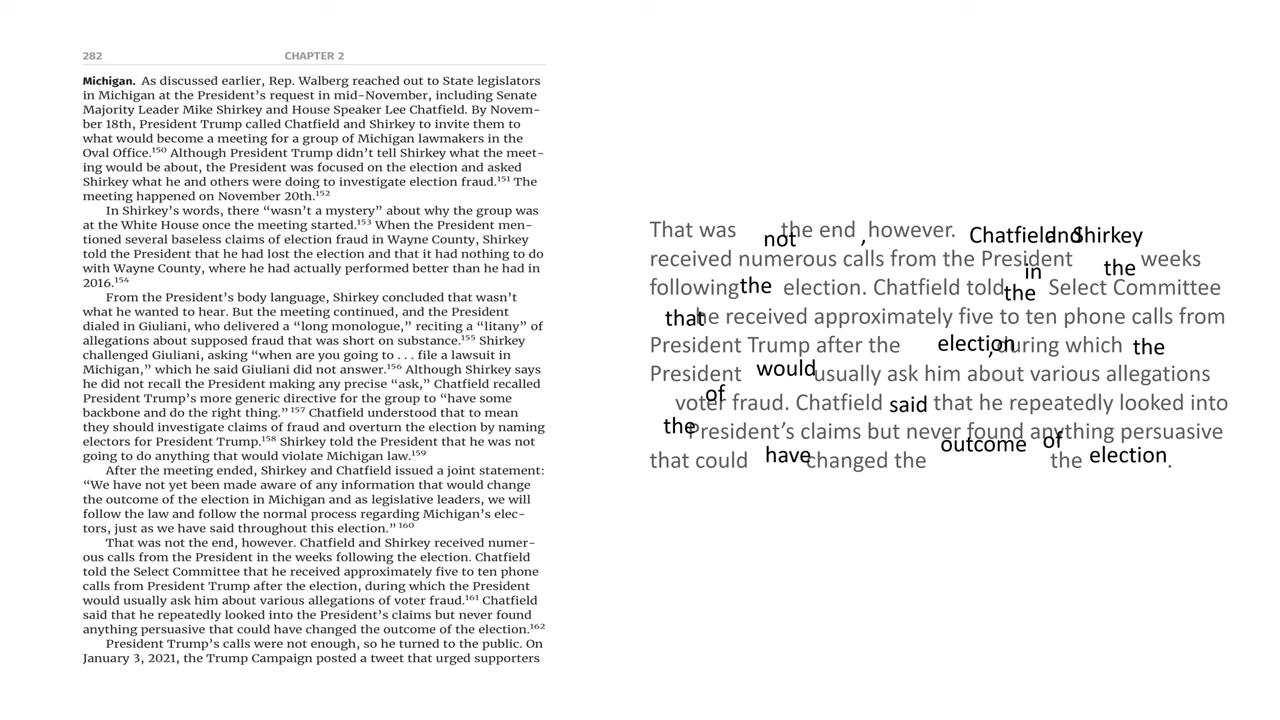 282 CHAPTER 2
Michigan. As discussed earlier, Rep. Walberg reached out to State legislators
in Michigan at the President's request in mid-November, including Senate
Majority Leader Mike Shirkey and House Speaker Lee Chatfield. By Novem-
ber 18th, President Trump called Chatfield and Shirkey to invite them to
what would become a meeting for a group of Michigan lawmakers in the
Oval Office.150 Although President Trump didn't tell Shirkey what the meet-
ing would be about, the President was focused on the election and asked
Shirkey what he and others were doing to investigate election fraud.151 The
meeting happened on November 20th.152
In Shirkey's words, there “wasn't a mystery” about why the group was
at the White House once the meeting started.153 When the President men-
tioned several baseless claims of election fraud in Wayne County, Shirkey
told the President that he had lost the election and that it had nothing to do
with Wayne County, where he had actually performed better than he had in
2016.154
From the President's body language, Shirkey concluded that wasn't
what he wanted to hear. But the meeting continued, and the President
dialed in Giuliani, who delivered a “long monologue,” reciting a “litany” of
allegations about supposed fraud that was short on substance.155 Shirkey
challenged Giuliani, asking “when are you going to . . . file a lawsuit in
Michigan,” which he said Giuliani did not answer.156 Although Shirkey says
he did not recall the President making any precise “ask,” Chatfield recalled
President Trump's more generic directive for the group to “have some
backbone and do the right thing.” 157 Chatfield understood that to mean
they should investigate claims of fraud and overturn the election by naming
electors for President Trump.158 Shirkey told the President that he was not
going to do anything that would violate Michigan law.159
After the meeting ended, Shirkey and Chatfield issued a joint statement:
“We have not yet been made aware of any information that would change
the outcome of the election in Michigan and as legislative leaders, we will
follow the law and follow the normal process regarding Michigan's elec-
tors, just as we have said throughout this election.” 160
That was not the end, however. Chatfield and Shirkey received numer-
ous calls from the President in the weeks following the election. Chatfield
told the Select Committee that he received approximately five to ten phone
calls from President Trump after the election, during which the President
would usually ask him about various allegations of voter fraud.161 Chatfield
said that he repeatedly looked into the President's claims but never found
anything persuasive that could have changed the outcome of the election.162
President Trump's calls were not enough, so he turned to the public. On
January 3, 2021, the Trump Campaign posted a tweet that urged supporters
That was not the end , however. Chatfield and Shirkey
received numerous calls from the President in the weeks
following the election. Chatfield told the Select Committee
that he received approximately five to ten phone calls from
President Trump after the election, during which the
President would usually ask him about various allegations
of voter fraud. Chatfield said that he repeatedly looked into
the President's claims but never found anything persuasive
that could have changed the outcome of the election.